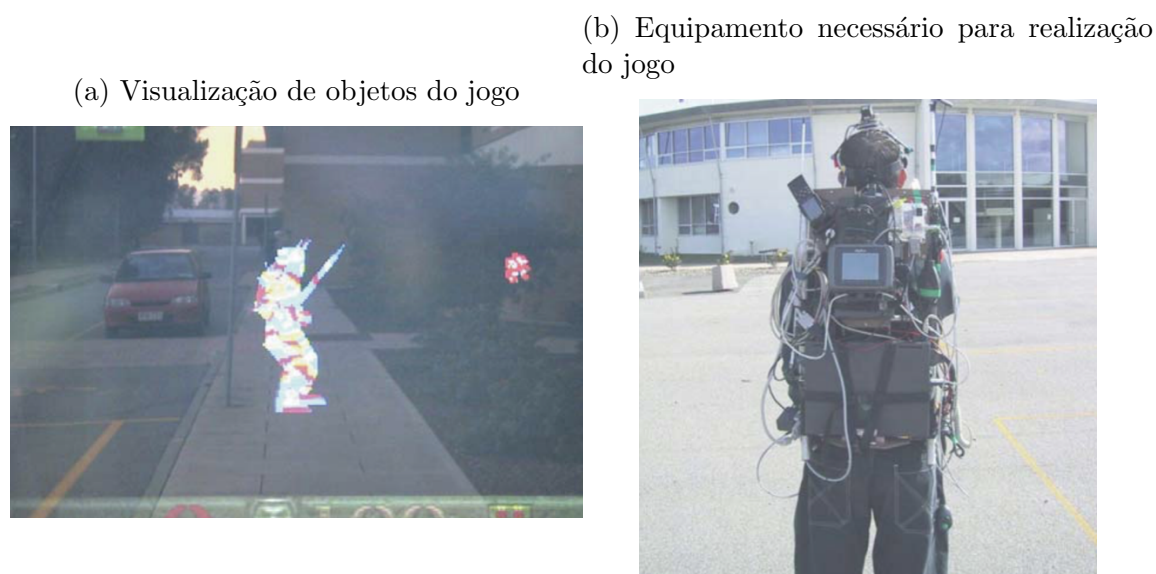 (a) Visualização de objetos do jogo
(b) Equipamento necessário para realização
do jogo